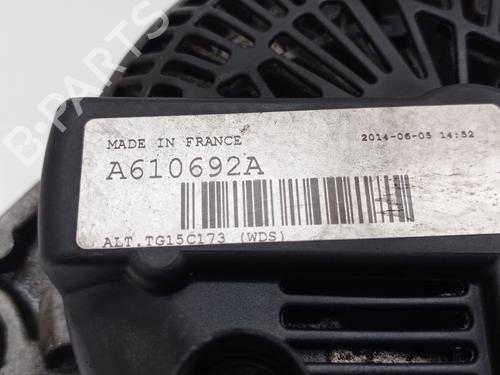 B-PARTS
MADE IN FRANCE 2014-06-05 14:52
A610692A
ALT.TG15C173 (WDS)